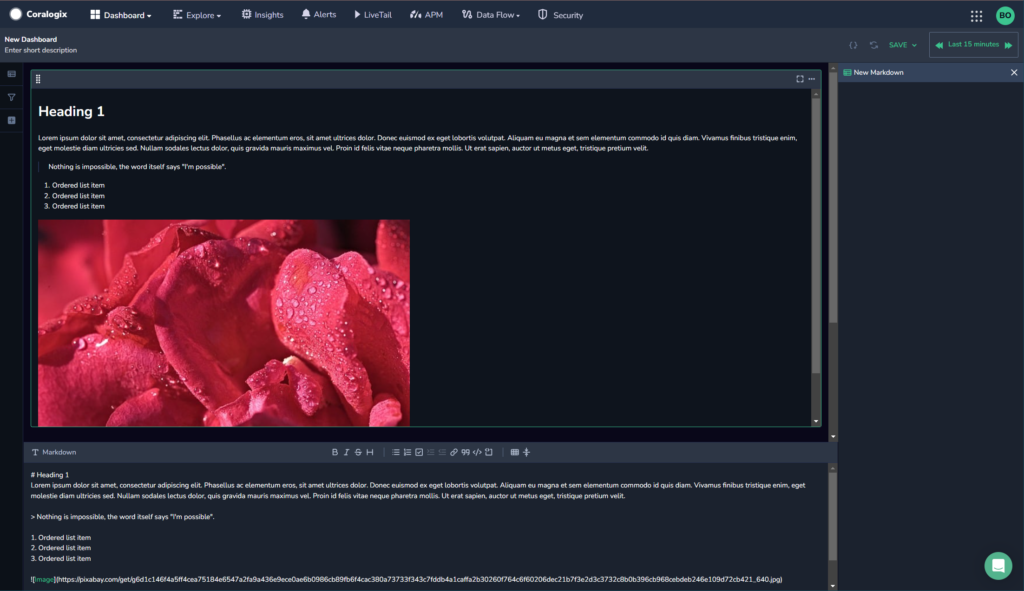 Coralogix Dashboard Explore Insights Alerts LiveTail APM Data Flow Security BO
New Dashboard
Enter short description
SAVE
Last 15 minutes
New Markdown
Heading 1
Lorem ipsum dolor sit amet, consectetur adipiscing elit. Phasellus ac elementum eros, sit amet ultrices dolor. Donec euismod ex eget lobortis volutpat. Aliquam eu magna et sem elementum commodo id quis diam. Vivamus finibus tristique enim,
eget molestie diam ultricies sed. Nullam sodales lectus dolor, quis gravida mauris maximus vel. Proin id felis vitae neque pharetra mollis. Ut erat sapien, auctor ut metus eget, tristique pretium velit.
Nothing is impossible, the word itself says "I'm possible".
1. Ordered list item
2. Ordered list item
3. Ordered list item
Markdown
B I S H
# Heading 1
Lorem ipsum dolor sit amet, consectetur adipiscing elit. Phasellus ac elementum eros, sit amet ultrices dolor. Donec euismod ex eget lobortis volutpat. Aliquam eu magna et sem elementum commodo id quis diam. Vivamus finibus tristique enim, eget
molestie diam ultricies sed. Nullam sodales lectus dolor, quis gravida mauris maximus vel. Proin id felis vitae neque pharetra mollis. Ut erat sapien, auctor ut metus eget, tristique pretium velit.
> Nothing is impossible, the word itself says "I'm possible".
1. Ordered list item
2. Ordered list item
3. Ordered list item